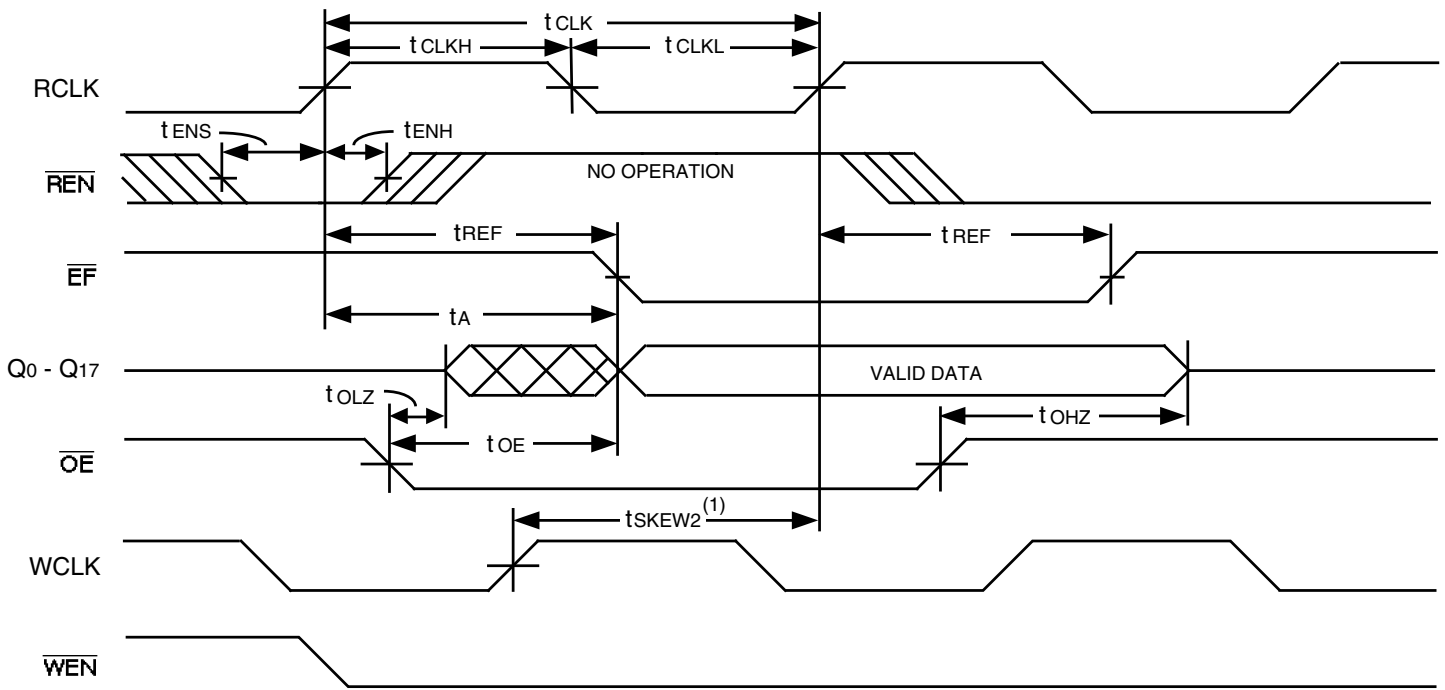 tCLK
tCLKH tCLKL
RCLK
tENS tENH
REN NO OPERATION
tREF tREF
EF
tA
Q0 - Q17 VALID DATA
tOLZ tOHZ
tOE
OE
tSKEW2(1)
WCLK
WEN